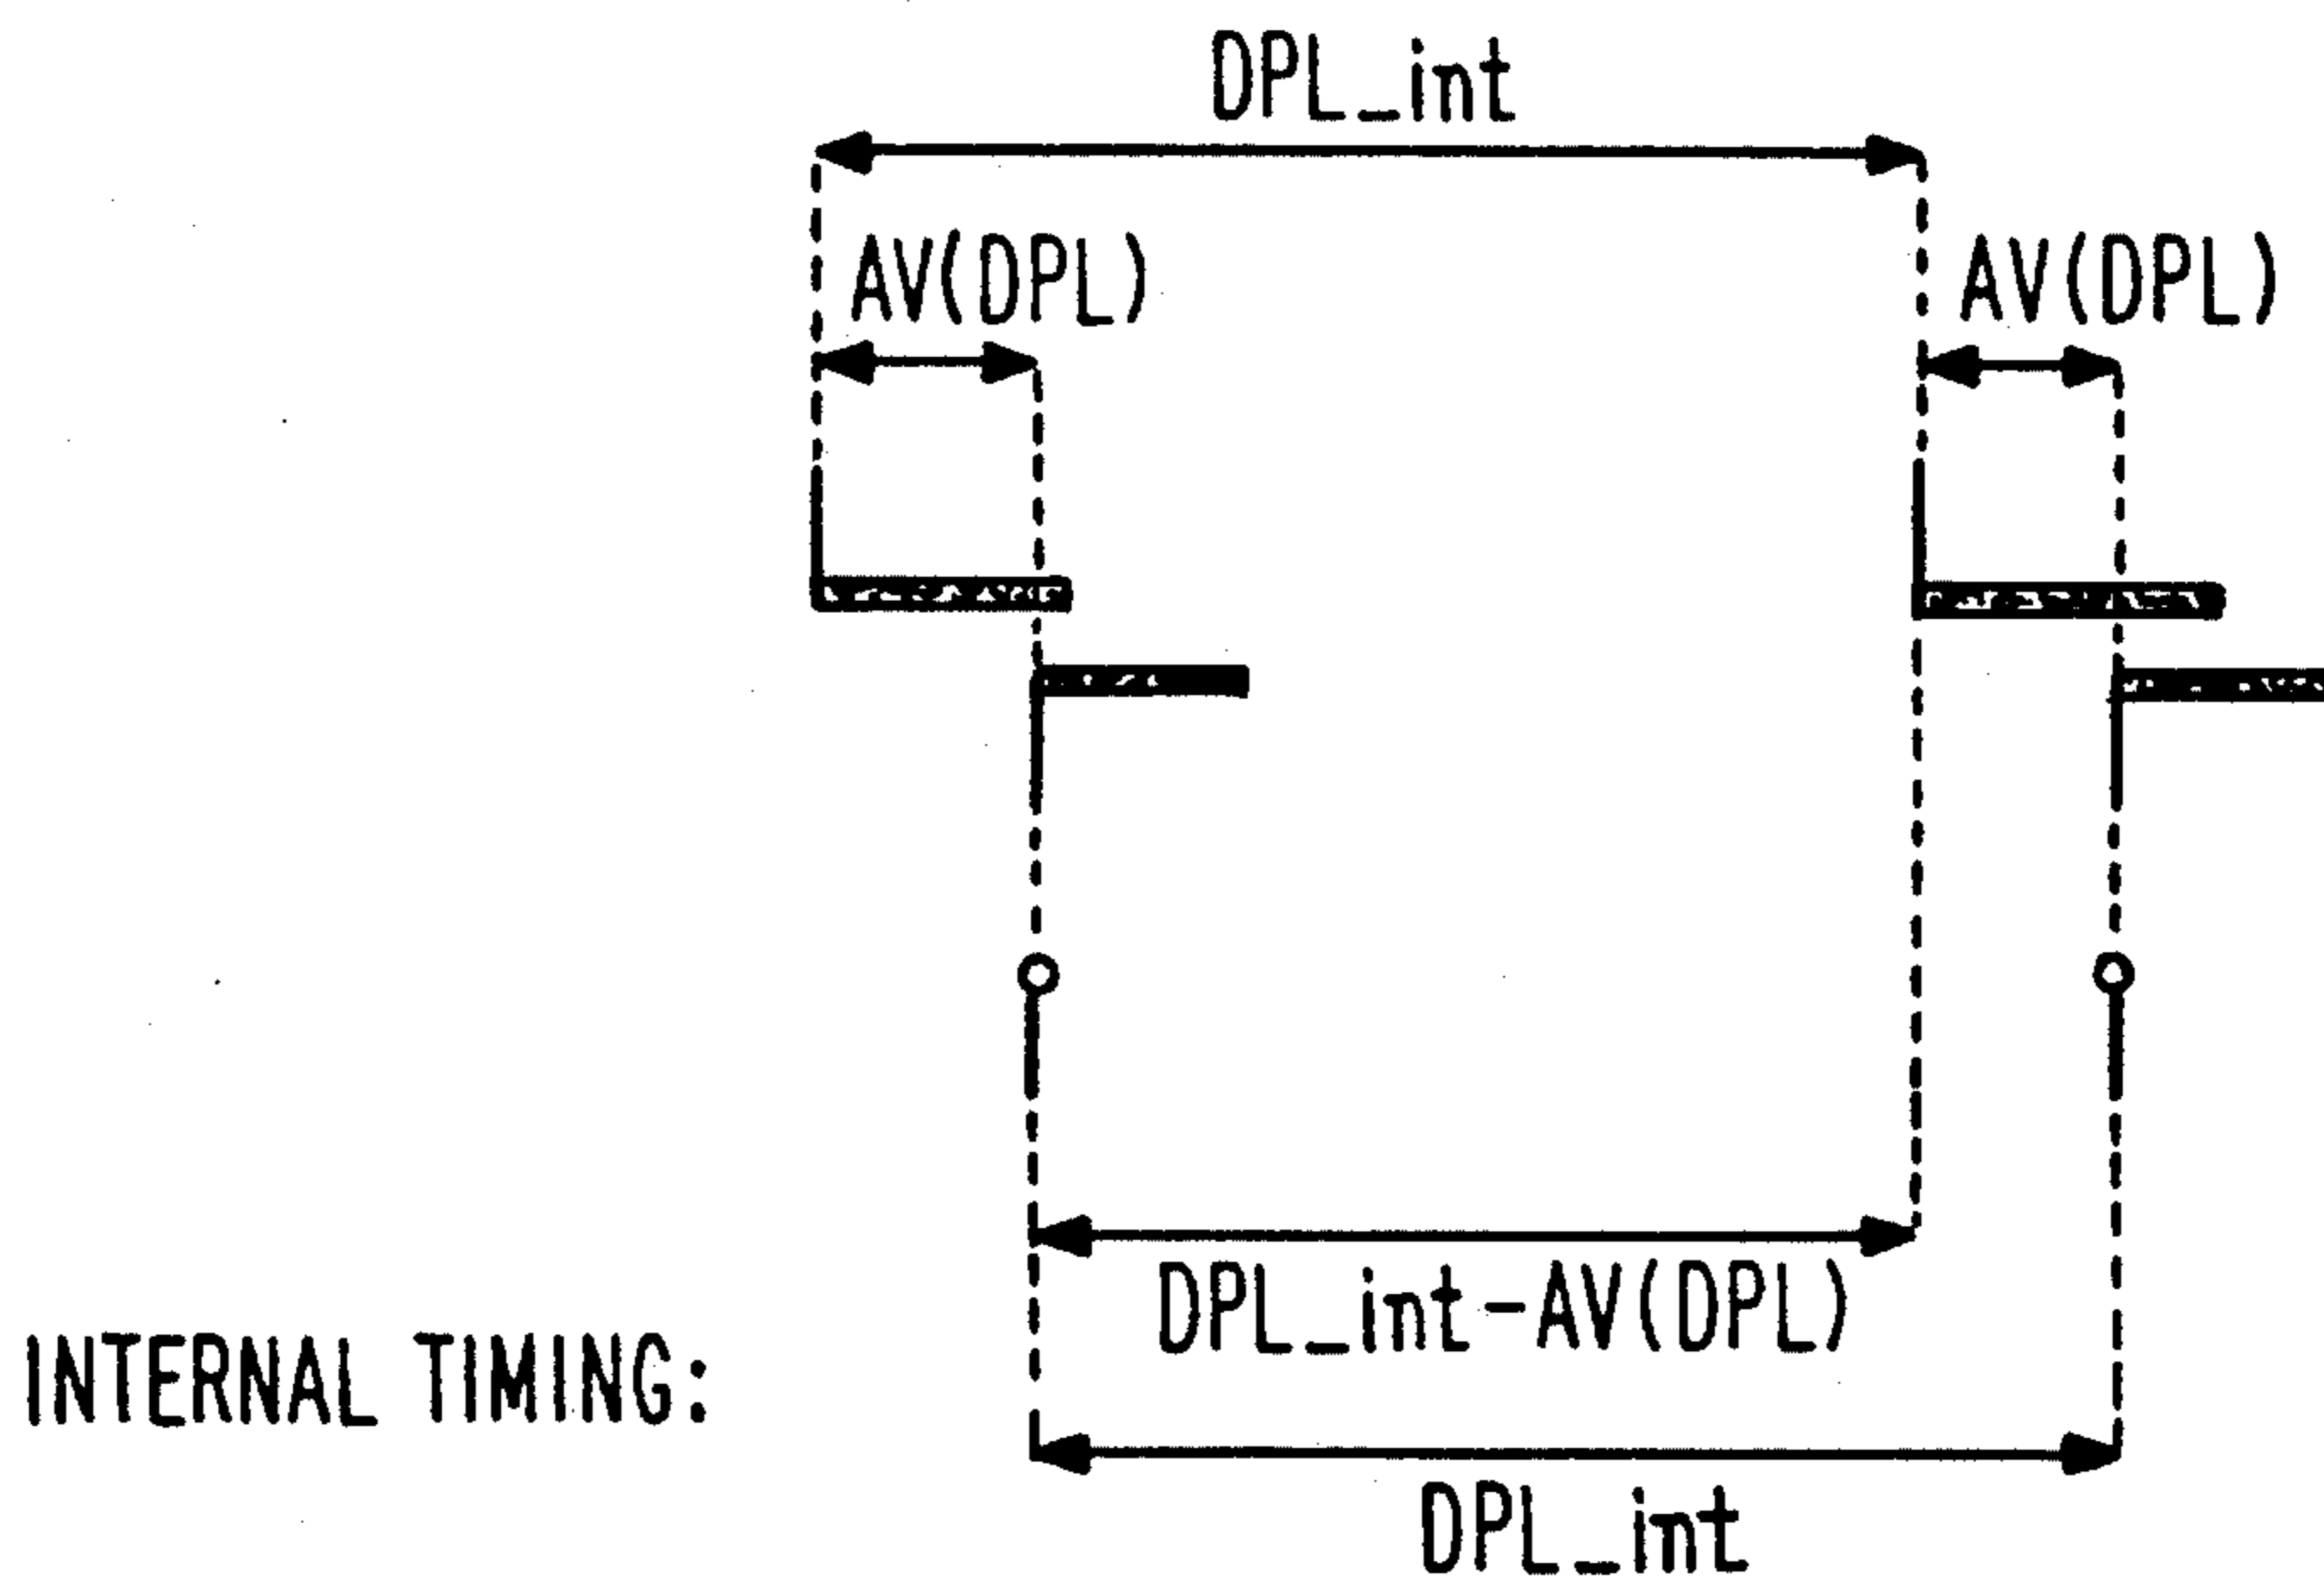 DPL_int
AV(DPL) AV(DPL)
DPL_int-AV(DPL)
INTERNAL TIMING:
DPL_int